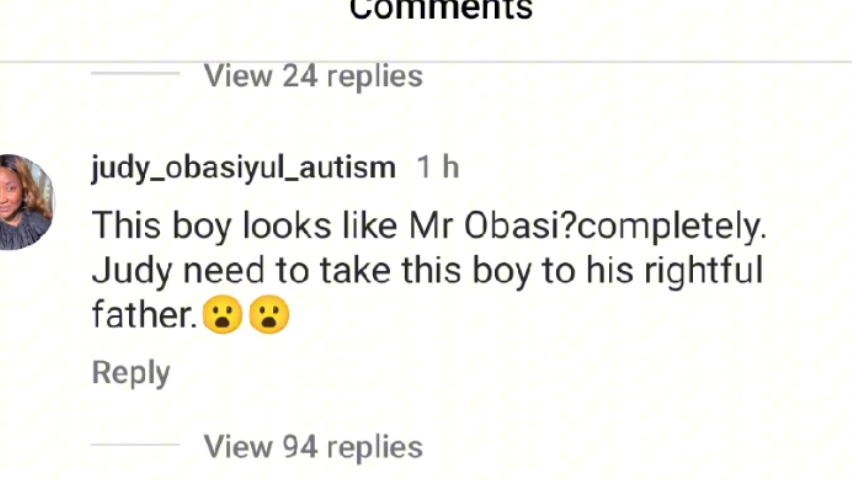 Comments
View 24 replies
judy_obasiyul_autism 1 h
This boy looks like Mr Obasi?completely.
Judy need to take this boy to his rightful
father.😮😮
Reply
View 94 replies